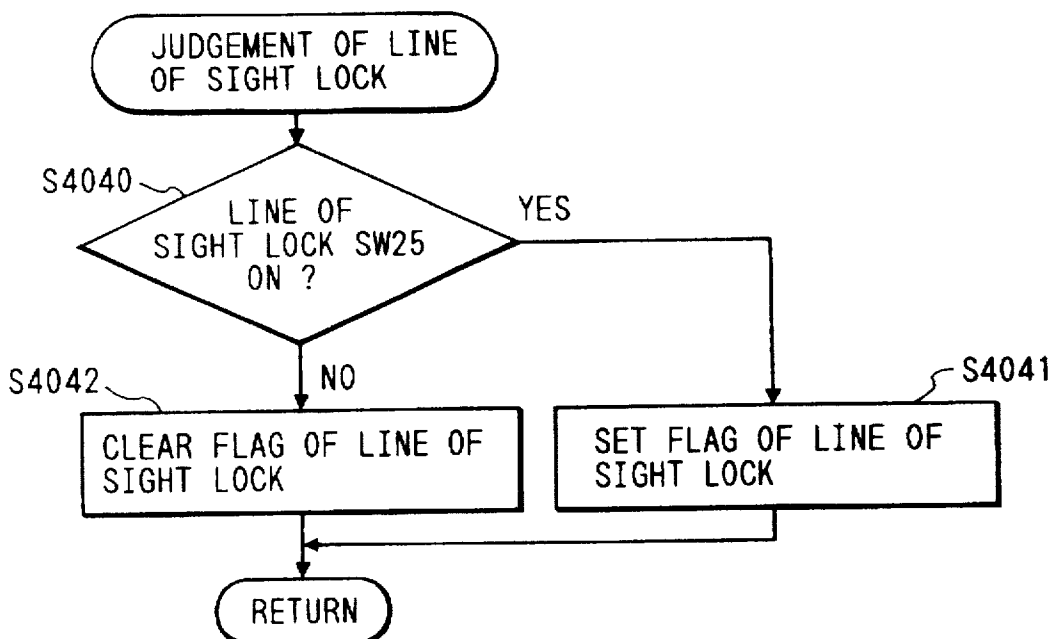 JUDGEMENT OF LINE
OF SIGHT LOCK
S4040
LINE OF
SIGHT LOCK SW25
ON ?
YES
NO
S4042
CLEAR FLAG OF LINE OF
SIGHT LOCK
S4041
SET FLAG OF LINE OF
SIGHT LOCK
RETURN